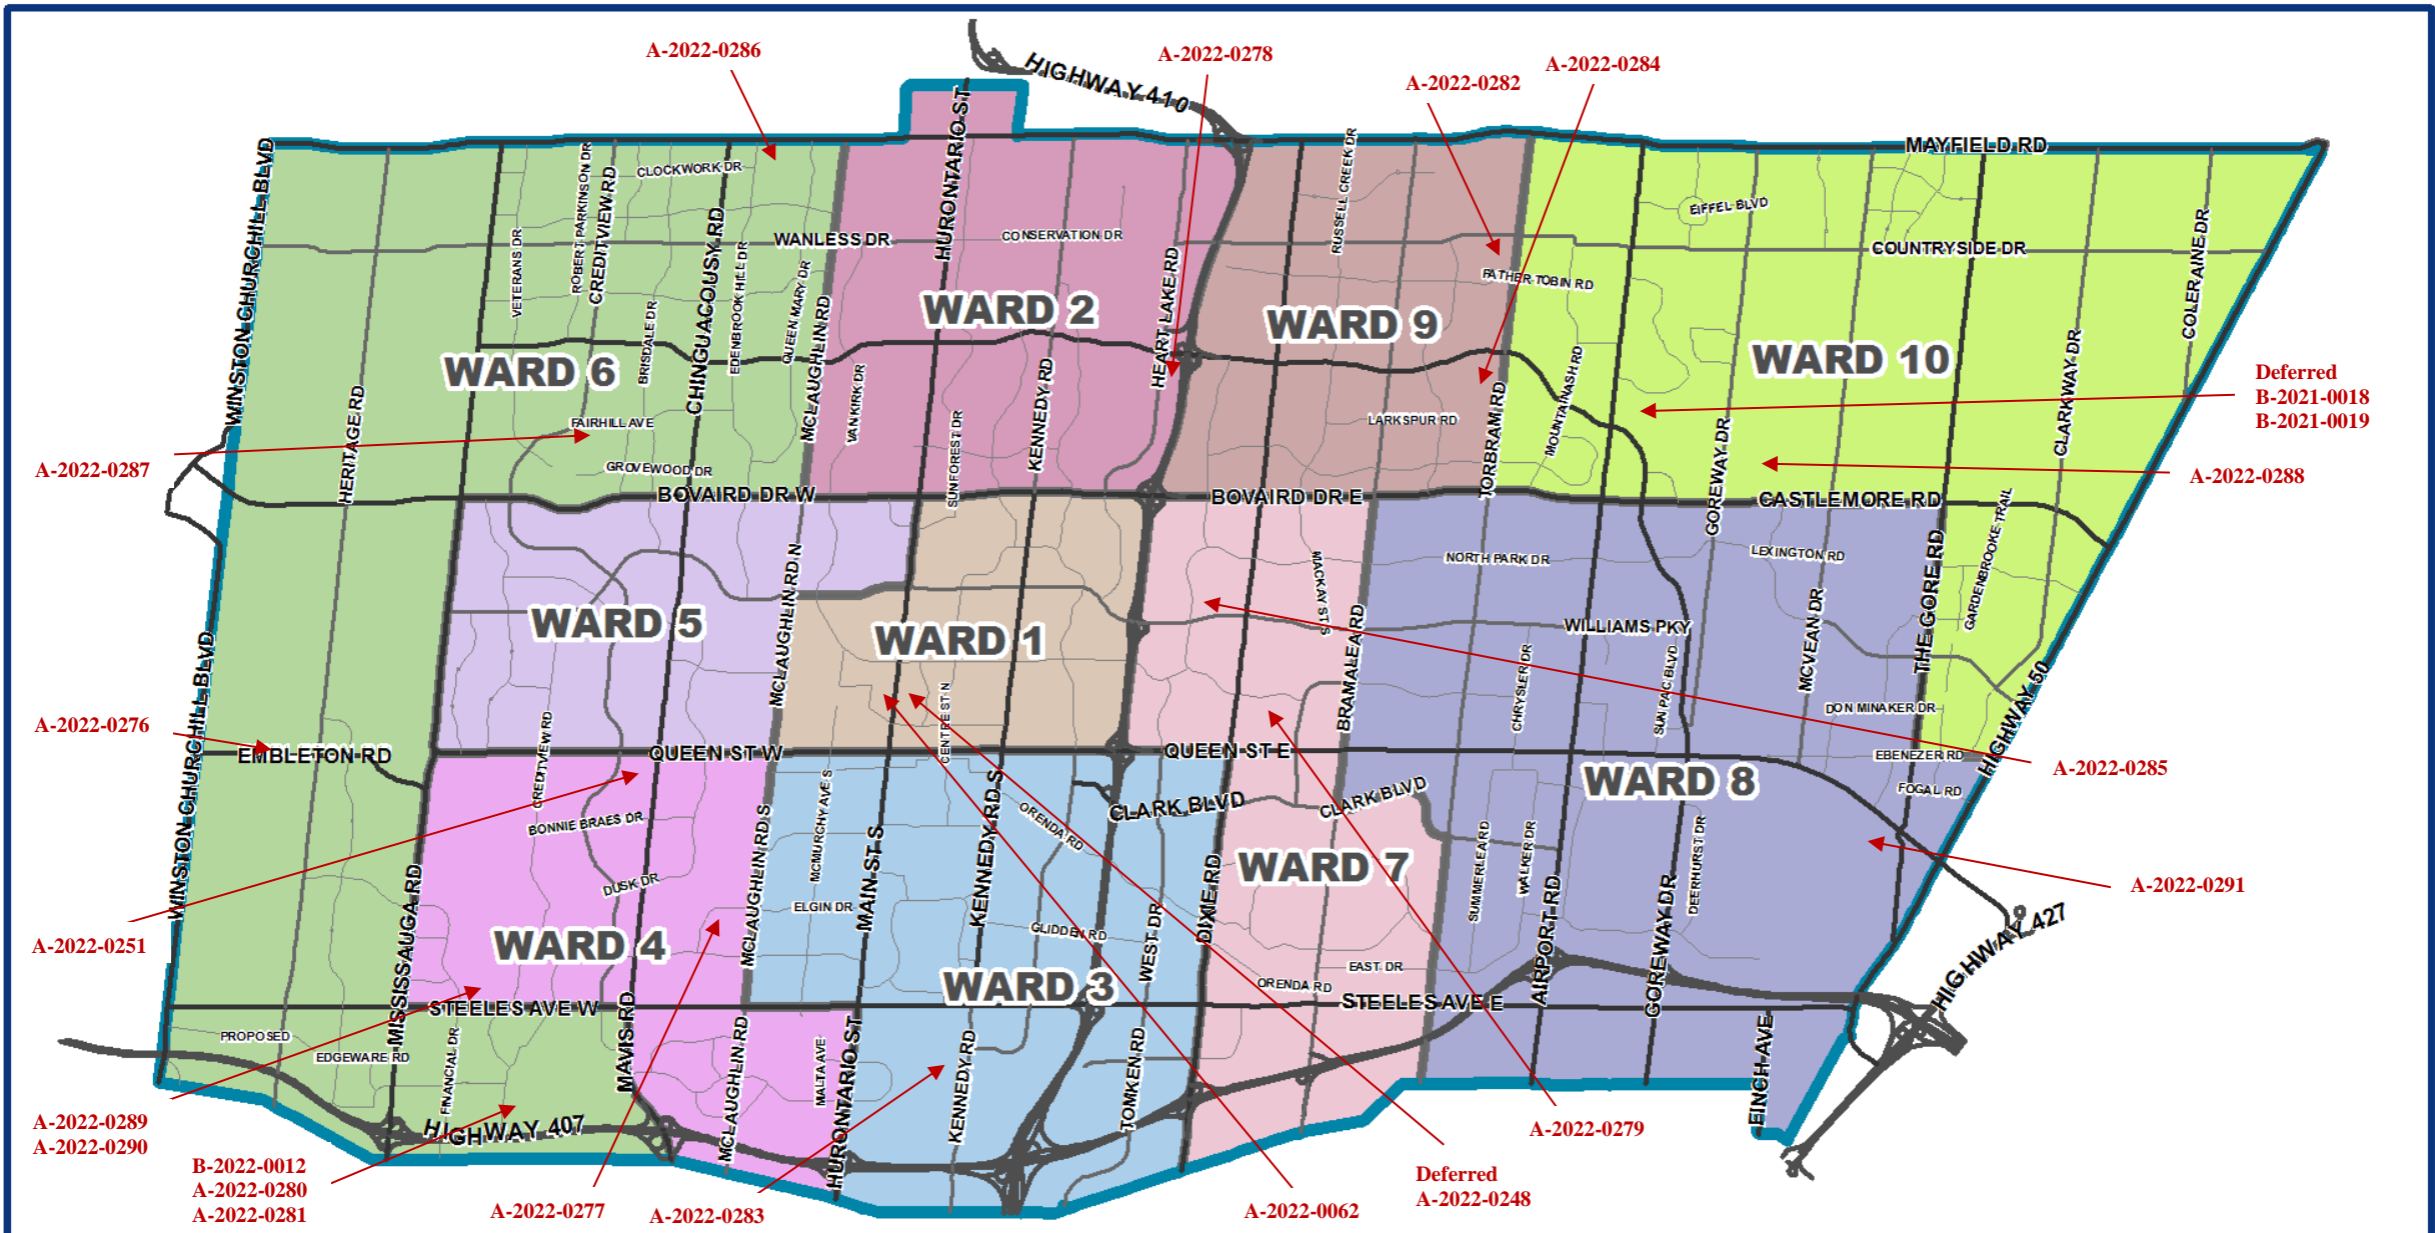 A-2022-0286
A-2022-0278
A-2022-0282
A-2022-0284
HIGHWAY 410
MAYFIELD RD
WINSTON CHURCHILL BLVD
HURONTARIO ST
ROBERT PARKINSON DR
CREDITVIEW RD
CLOCKWORK DR
RUSSELL CREEK DR
EIFFEL BLVD
VETERANS DR
CHINGUACOUSY RD
EDENBROOK HILL DR
QUEEN MARY DR
WANLESS DR
CONSERVATION DR
HEART LAKE RD
COUNTRYSIDE DR
COLERAINE DR
FATHER TOBIN RD
BRISDALE DR
MCLAUGHLIN RD
WARD 2
WARD 9
WARD 10
WARD 6
HERITAGE RD
VAN KIRK DR
SUNFOREST DR
KENNEDY RD
LARKSPUR RD
TORBRAM RD
MOUNTAINASH RD
GOREWAY DR
CLARKWAY DR
Deferred
B-2021-0018
B-2021-0019
FAIRHILL AVE
A-2022-0287
GROVEWOOD DR
A-2022-0288
BOVAIRD DR W
BOVAIRD DR E
CASTLEMORE RD
MCLAUGHLIN RD N
MACKAY ST S
NORTH PARK DR
LEXINGTON RD
THE GORE RD
GARDENBROOKE TRAIL
WARD 5
WARD 1
WILLIAMS PKY
BRAMALEA RD
CHRYSLER DR
SUN PAC BLVD
MCVEAN DR
DON MINAKER DR
HIGHWAY 50
CENTRE ST N
WINSTON CHURCHILL BLVD
A-2022-0276
EMBLETON RD
CREDITVIEW RD
QUEEN ST W
QUEEN ST E
EBENEZER RD
A-2022-0285
WARD 8
FOGAL RD
MCMURCHY AVE S
MAIN ST S
KENNEDY RD S
ORENDA RD
CLARK BLVD
CLARK BLVD
BONNIE BRAES DR
MCLAUGHLIN RD S
DIXIE RD
WARD 7
SUMMERLEA RD
WALKER DR
DEERHURST DR
A-2022-0291
MISSISSAUGA RD
DUSK DR
ELGIN DR
GLIDDEN RD
WEST DR
AIRPORT RD
GOREWAY DR
HIGHWAY 427
A-2022-0251
WARD 4
WARD 3
EAST DR
ORENDA RD
STEELES AVE W
STEELES AVE E
PROPOSED
EDGEWARE RD
FINANCIAL DR
MAVIS RD
MCLAUGHLIN RD
MALTA AVE
HURONTARIO ST
KENNEDY RD
TOMKEN RD
FINCH AVE
A-2022-0289
A-2022-0290
HIGHWAY 407
A-2022-0279
B-2022-0012
A-2022-0280
A-2022-0281
A-2022-0277
A-2022-0283
A-2022-0062
Deferred
A-2022-0248